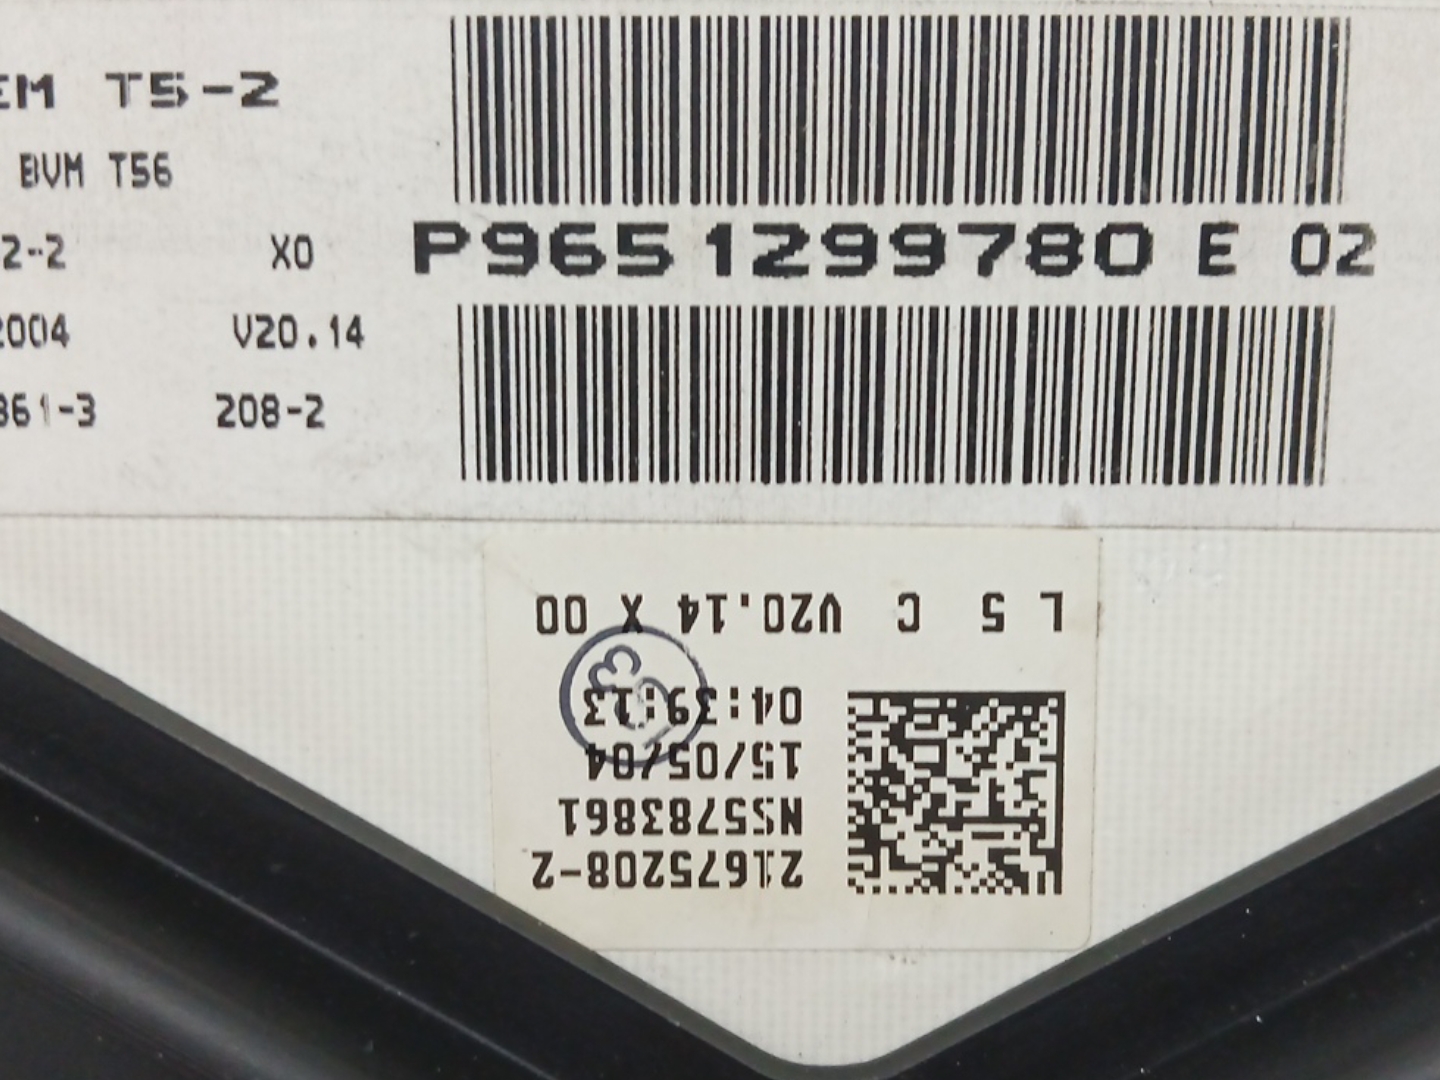 EM T5-2
BVM T56
2-2 X0
2004 V20.14
861-3 208-2
P9651299780 E 02
21675208-2
NS5783861
15/05/04
04:39:13
L 5 C V20.14 X 00